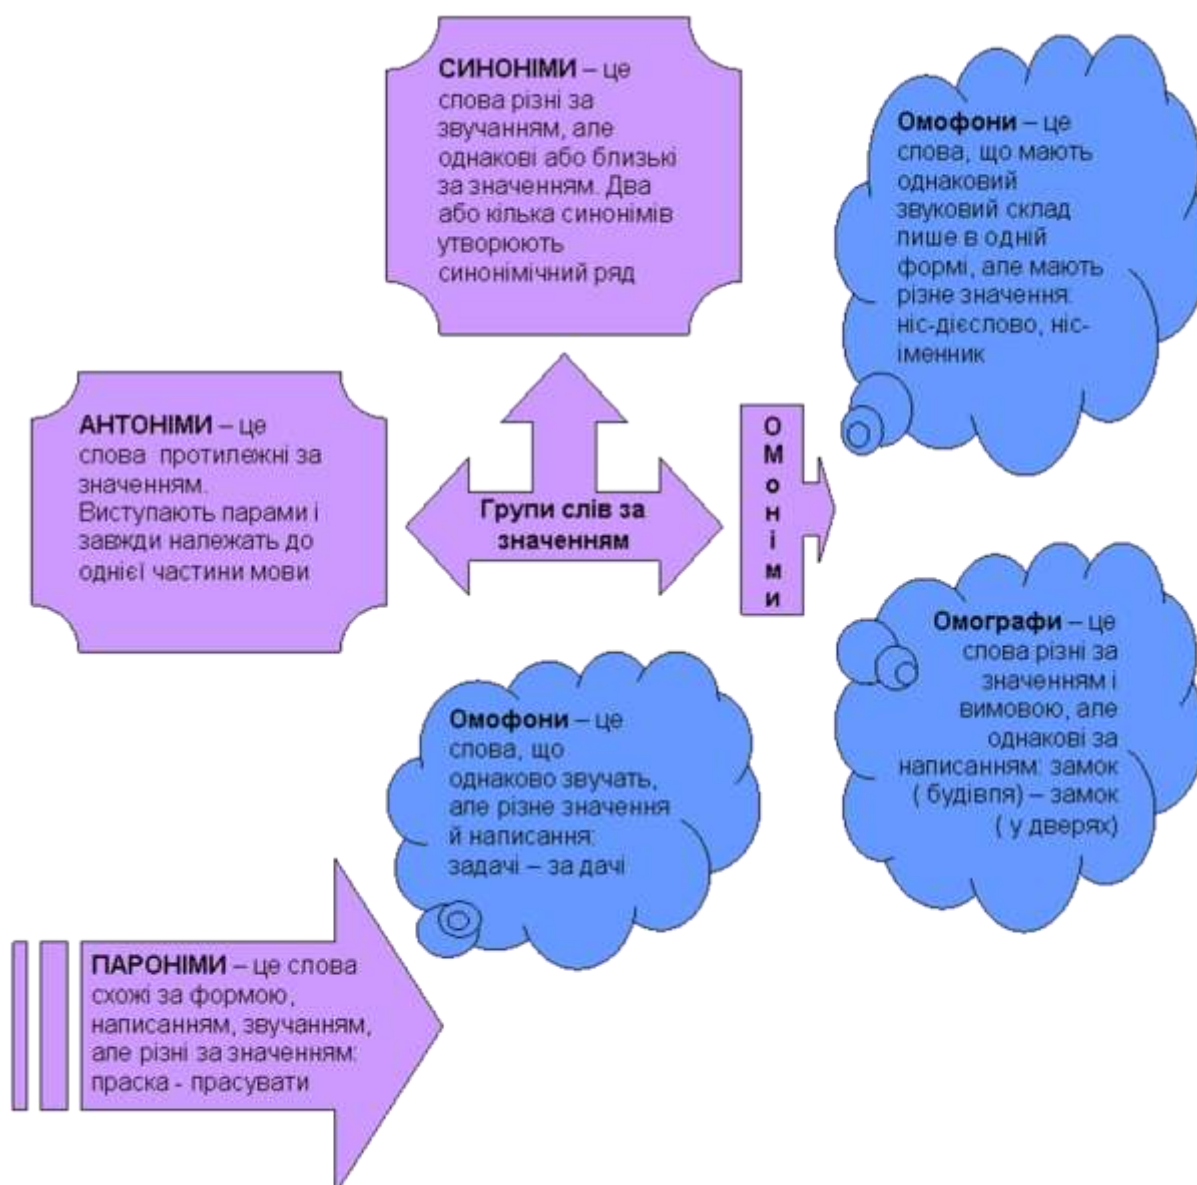 СИНОНІМИ – це
слова різні за
звучанням, але
однакові або близькі
за значенням. Два
або кілька синонімів
утворюють
синонімічний ряд
Омофони – це
слова, що мають
однаковий
звуковий склад
лише в одній
формі, але мають
різне значення:
ніс-дієслово, ніс-
іменник
АНТОНІМИ – це
слова протилежні за
значенням.
Виступають парами і
завжди належать до
однієї частини мови
Групи слів за
значенням
ОМоніми
Омографи – це
слова різні за
значенням і
вимовою, але
однакові за
написанням: замок
( будівля) – замок
( у дверях)
Омофони – це
слова, що
однаково звучать,
але різне значення
й написання:
задачі – за дачі
ПАРОНІМИ – це слова
схожі за формою,
написанням, звучанням,
але різні за значенням:
праска - прасувати